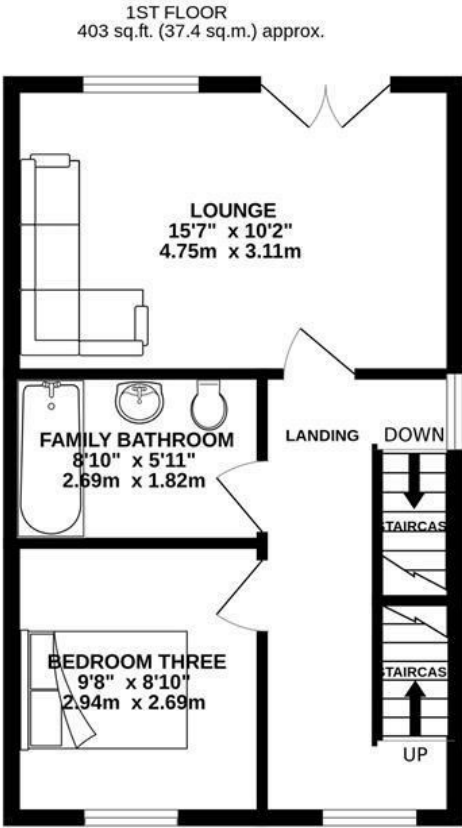 1ST FLOOR
403 sq.ft. (37.4 sq.m.) approx.
LOUNGE
15'7" x 10'2"
4.75m x 3.11m
FAMILY BATHROOM
8'10" x 5'11"
2.69m x 1.82m
LANDING
DOWN
STAIRCAS
BEDROOM THREE
9'8" x 8'10"
2.94m x 2.69m
STAIRCAS
UP